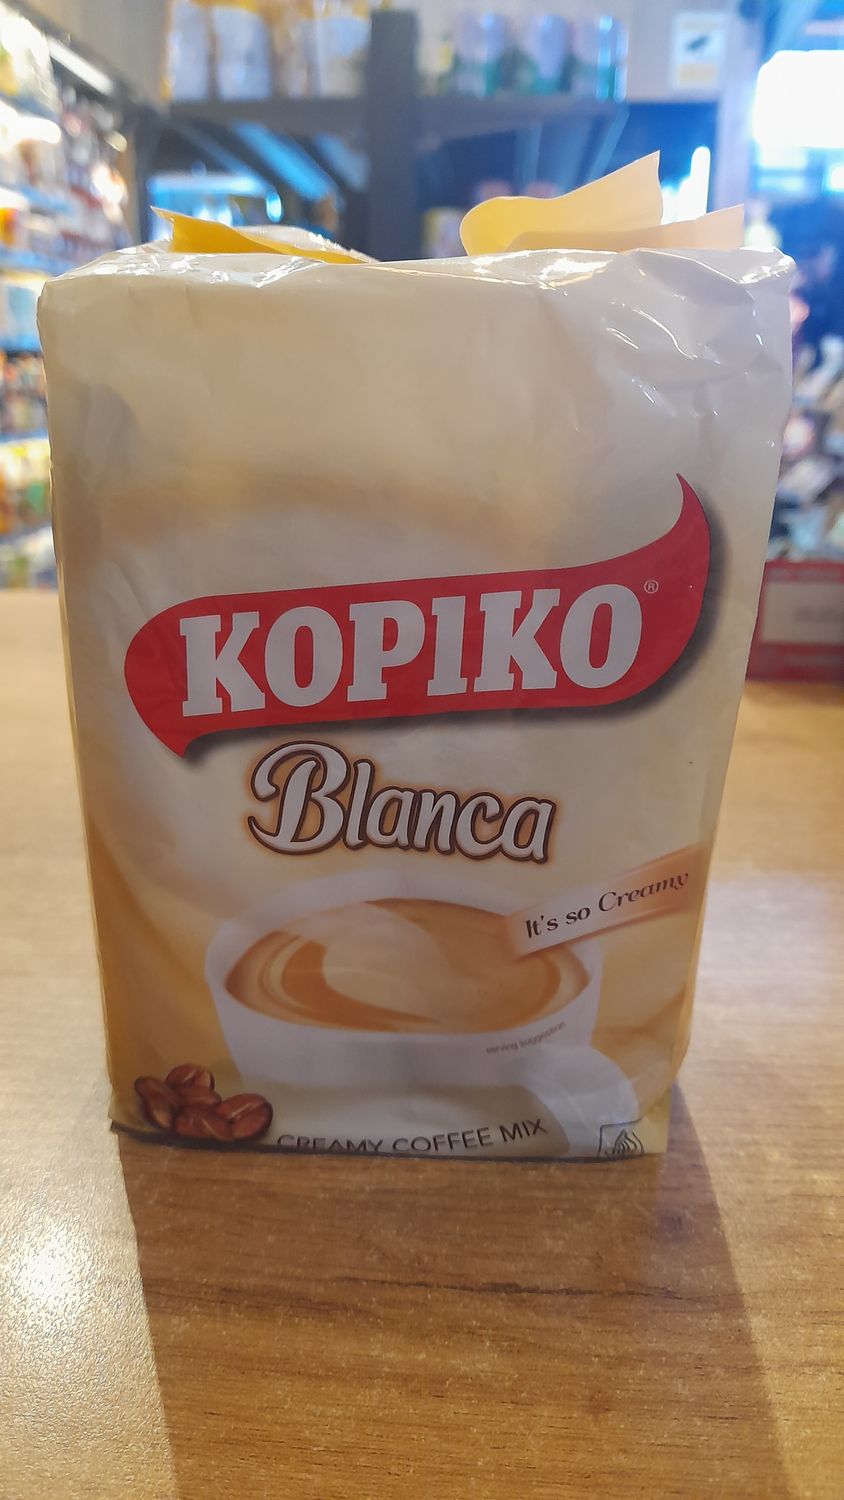 KOPIKO®
Blanca
It's so Creamy
serving suggestion
CREAMY COFFEE MIX